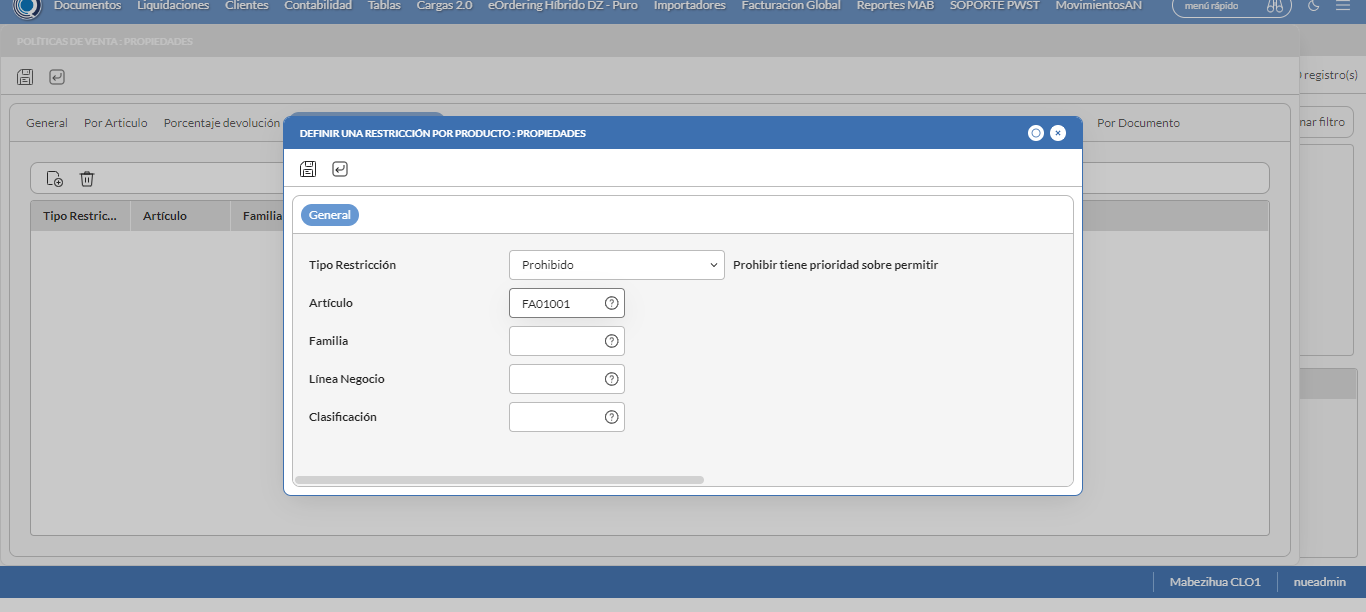 Documentos Liquidaciones Clientes Contabilidad Tablas Cargas 2.0 eOrdering Híbrido DZ - Puro Importadores Facturacion Global Reportes MAB SOPORTE PWST MovimientosAN menú rápido
POLÍTICAS DE VENTA : PROPIEDADES
registro(s)
General Por Articulo Porcentaje devolución Por Documento nar filtro
DEFINIR UNA RESTRICCIÓN POR PRODUCTO : PROPIEDADES
Tipo Restric... Artículo Familia
General
Tipo Restricción Prohibido Prohibir tiene prioridad sobre permitir
Artículo FA01001
Familia
Línea Negocio
Clasificación
Mabezihua CLO1 nueadmin